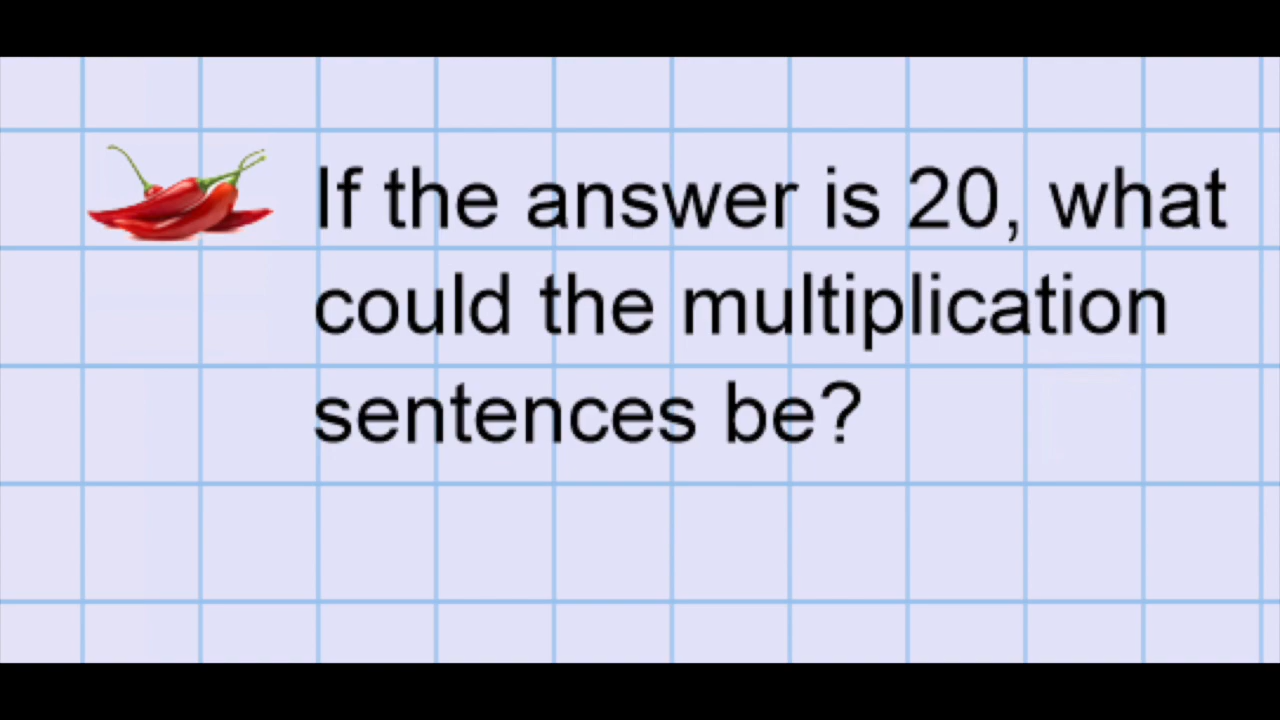 If the answer is 20, what
could the multiplication
sentences be?